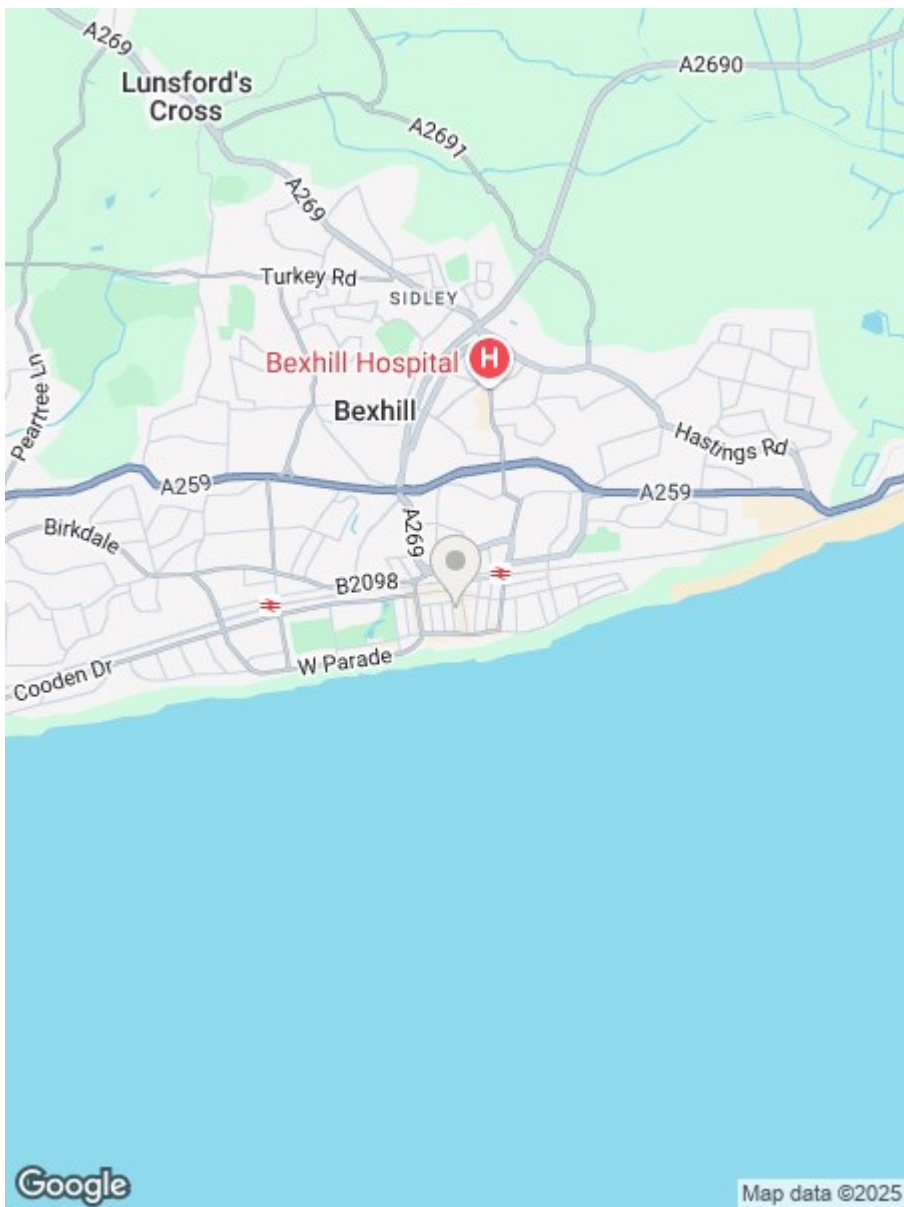 A269
A2690
Lunsford's
Cross
A2691
A269
Turkey Rd
SIDLEY
Bexhill Hospital
H
Peartree Ln
Bexhill
Hastings Rd
A259
A259
Birkdale
A269
B2098
W Parade
Cooden Dr
Google
Map data ©2025